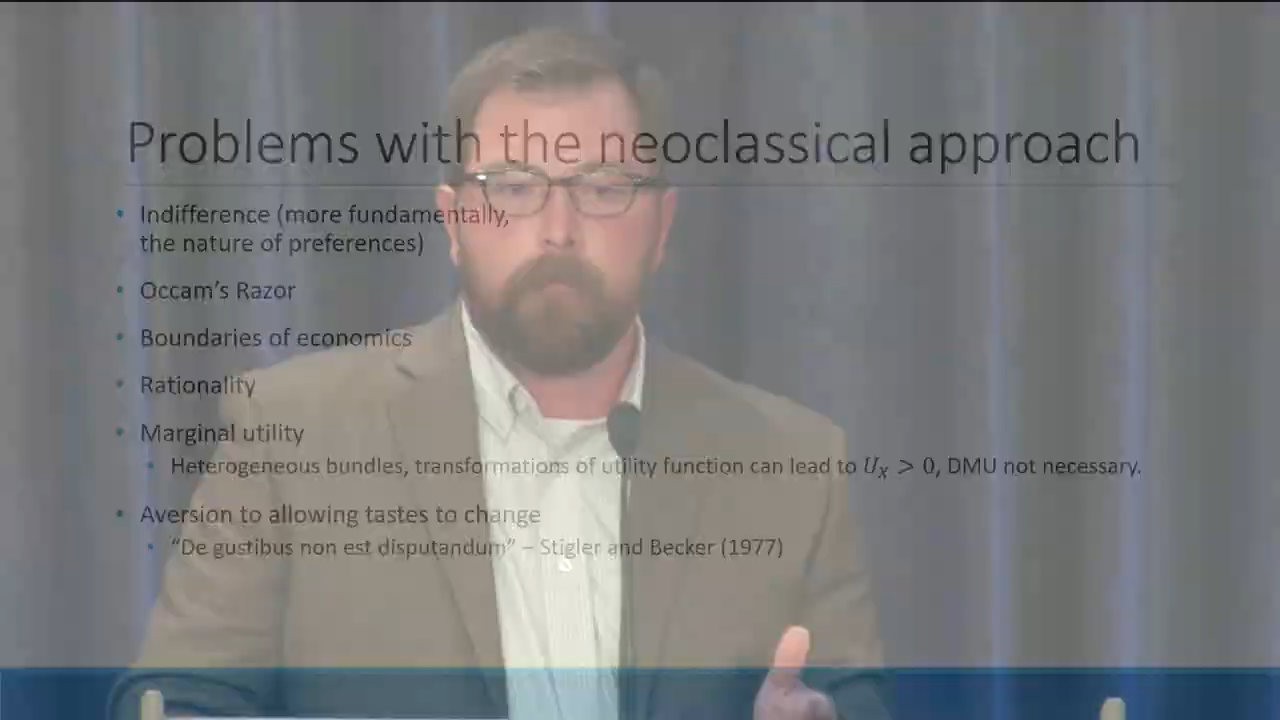 Problems with the neoclassical approach
• Indifference (more fundamentally,
the nature of preferences)
• Occam’s Razor
• Boundaries of economics
• Rationality
• Marginal utility
• Heterogeneous bundles, transformations of utility function can lead to Uₓ > 0, DMU not necessary.
• Aversion to allowing tastes to change
• “De gustibus non est disputandum” – Stigler and Becker (1977)